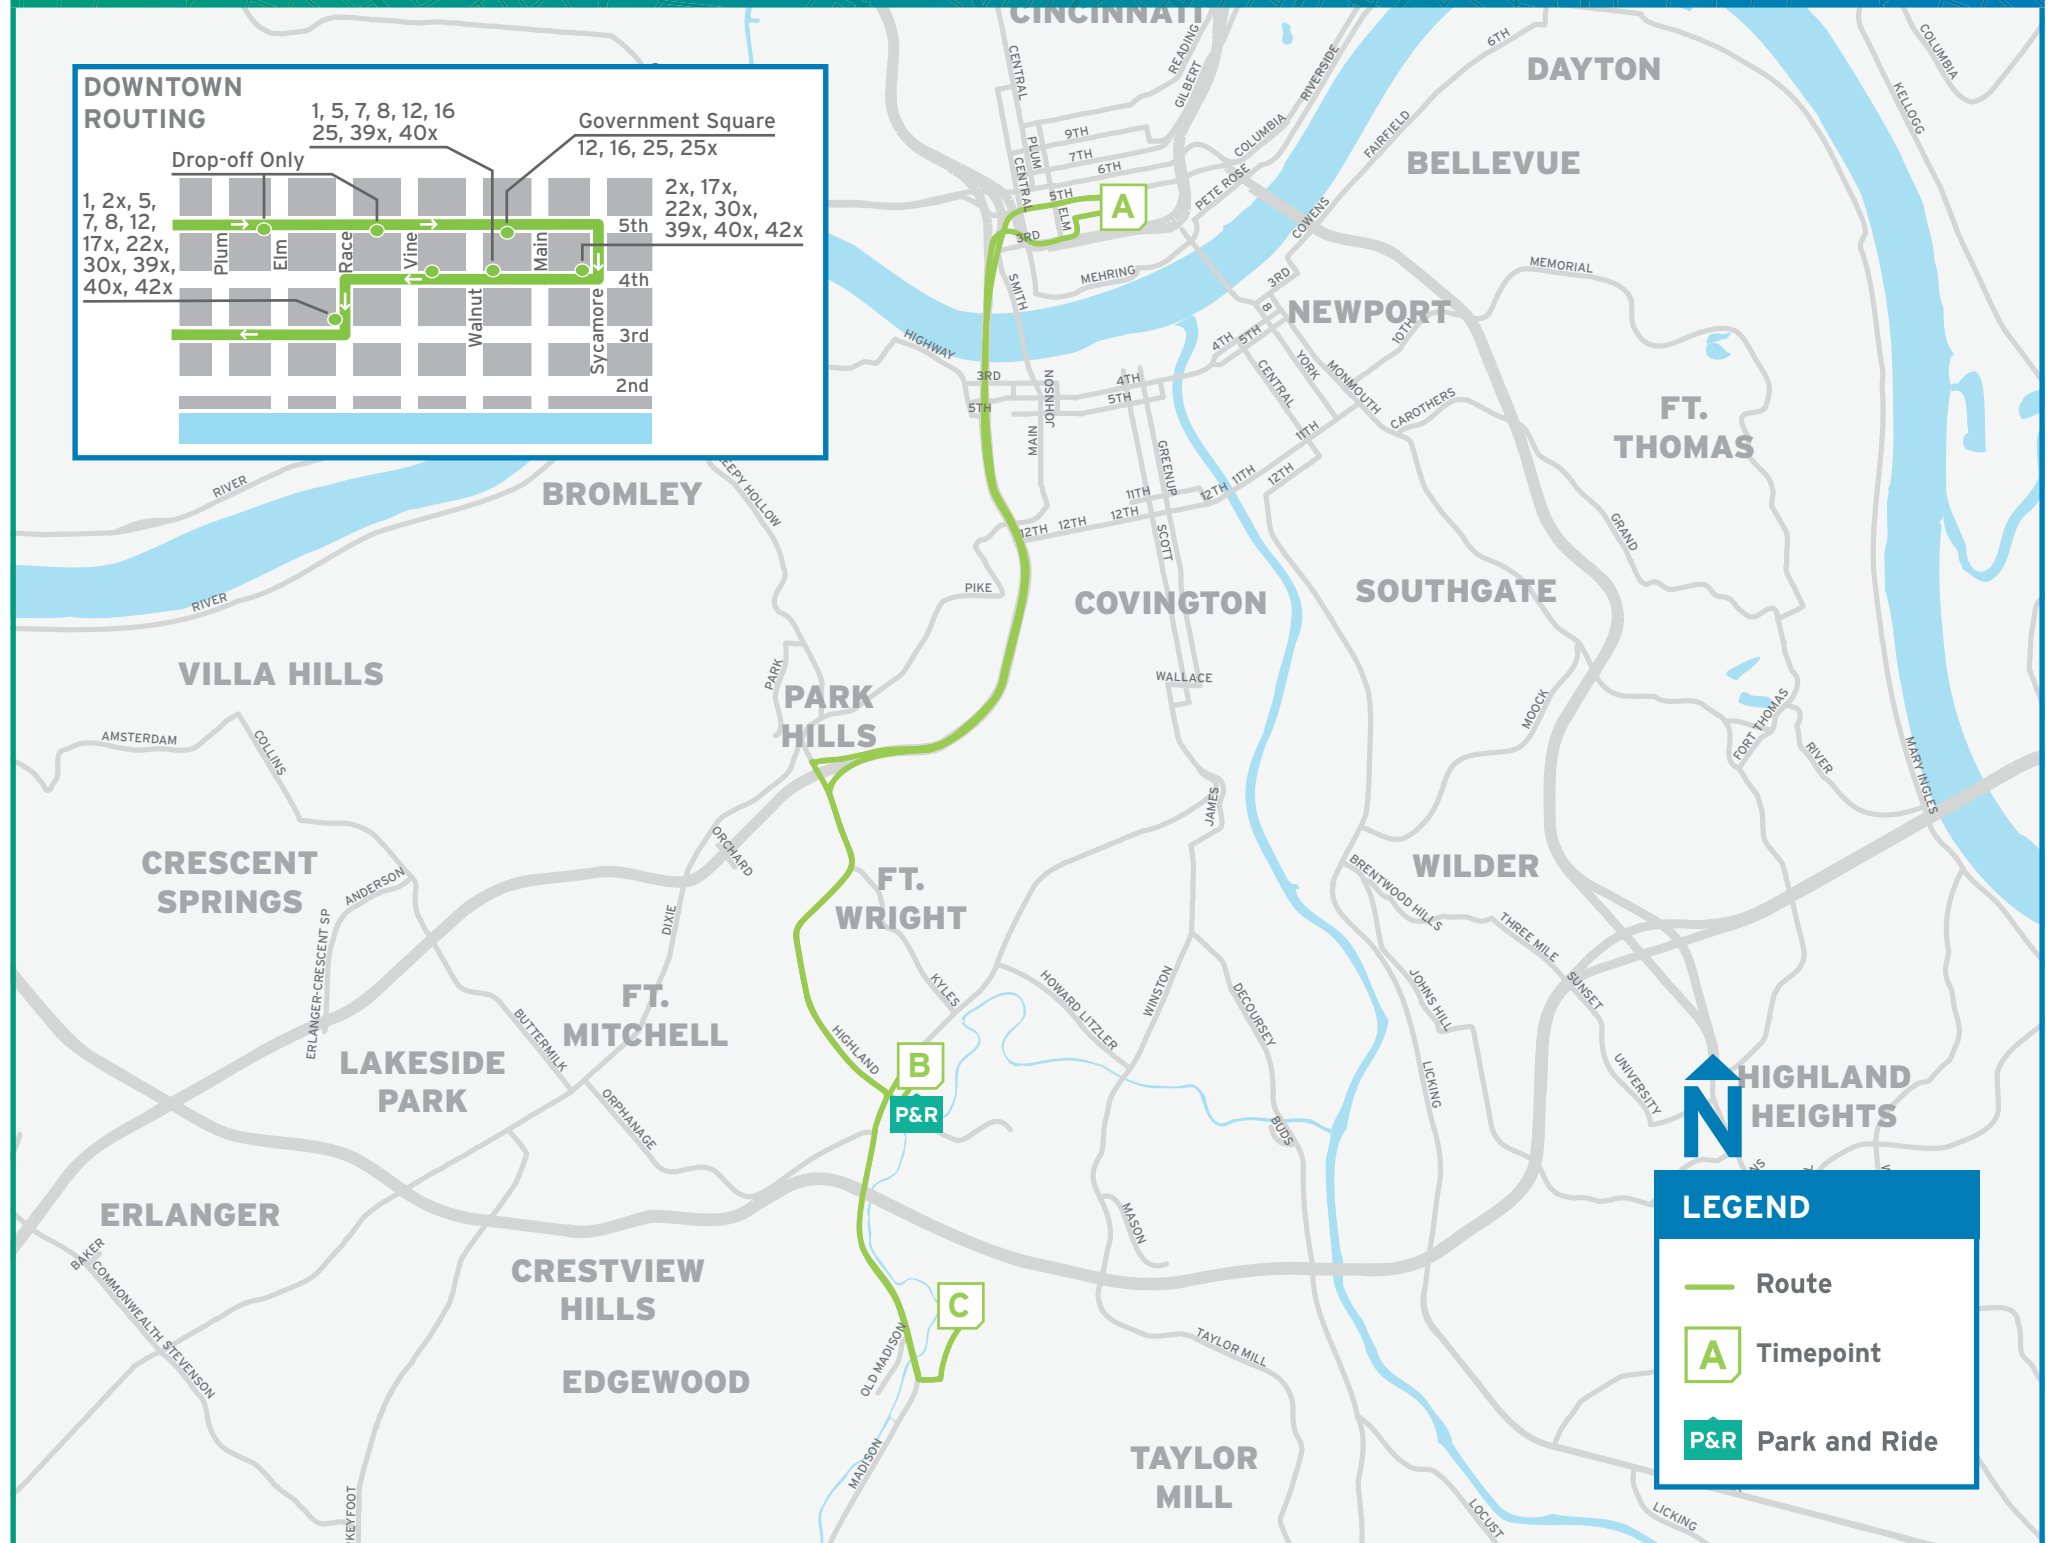 CINCINNATI
DOWNTOWN
ROUTING
1, 5, 7, 8, 12, 16
25, 39x, 40x
Government Square
12, 16, 25, 25x
Drop-off Only
1, 2x, 5,
7, 8, 12,
17x, 22x,
30x, 39x,
40x, 42x
2x, 17x,
22x, 30x,
39x, 40x, 42x
5th
4th
3rd
2nd
Plum
Elm
Race
Vine
Main
Walnut
Sycamore
CENTRAL
READING
GILBERT
RIVERSIDE
6TH
DAYTON
COLUMBIA
KELLOGG
9TH
PLUM
7TH
6TH
CENTRAL
5TH
ELM
3RD
A
COLUMBIA
PETE ROSE
FAIRFIELD
BELLEVUE
COWENS
SMITH
MEHRING
3RD
8
MEMORIAL
NEWPORT
10TH
HIGHWAY
4TH
5TH
YORK
CENTRAL
MONMOUTH
CAROTHERS
3RD
5TH
JOHNSON
MAIN
4TH
5TH
11TH
FT.
THOMAS
GREENUP
11TH
12TH
11TH
12TH
12TH
12TH
12TH
SCOTT
GRAND
RIVER
BROMLEY
RIVER
PIKE
COVINGTON
SOUTHGATE
VILLA HILLS
PARK
PARK
HILLS
WALLACE
MOOCK
FORT THOMAS
RIVER
MARY INGLES
AMSTERDAM
COLLINS
JAMES
ORCHARD
CRESCENT
SPRINGS
ANDERSON
ERLANGER-CRESCENT SP
DIXIE
FT.
WRIGHT
WILDER
BRENTWOOD HILLS
THREE MILE
SUNSET
KYLES
HOWARD LITZLER
WINSTON
DECOURSEY
JOHNS HILL
FT.
MITCHELL
BUTTERMILK
HIGHLAND
B
P&R
LAKESIDE
PARK
ORPHANAGE
BUDS
LICKING
UNIVERSITY
N
HIGHLAND
HEIGHTS
ERLANGER
BAKER
COMMONWEALTH STEVENSON
CRESTVIEW
HILLS
MASON
C
OLD MADISON
EDGEWOOD
TAYLOR MILL
MADISON
TAYLOR
MILL
LOCUST
LICKING
LEGEND
Route
A Timepoint
P&R Park and Ride